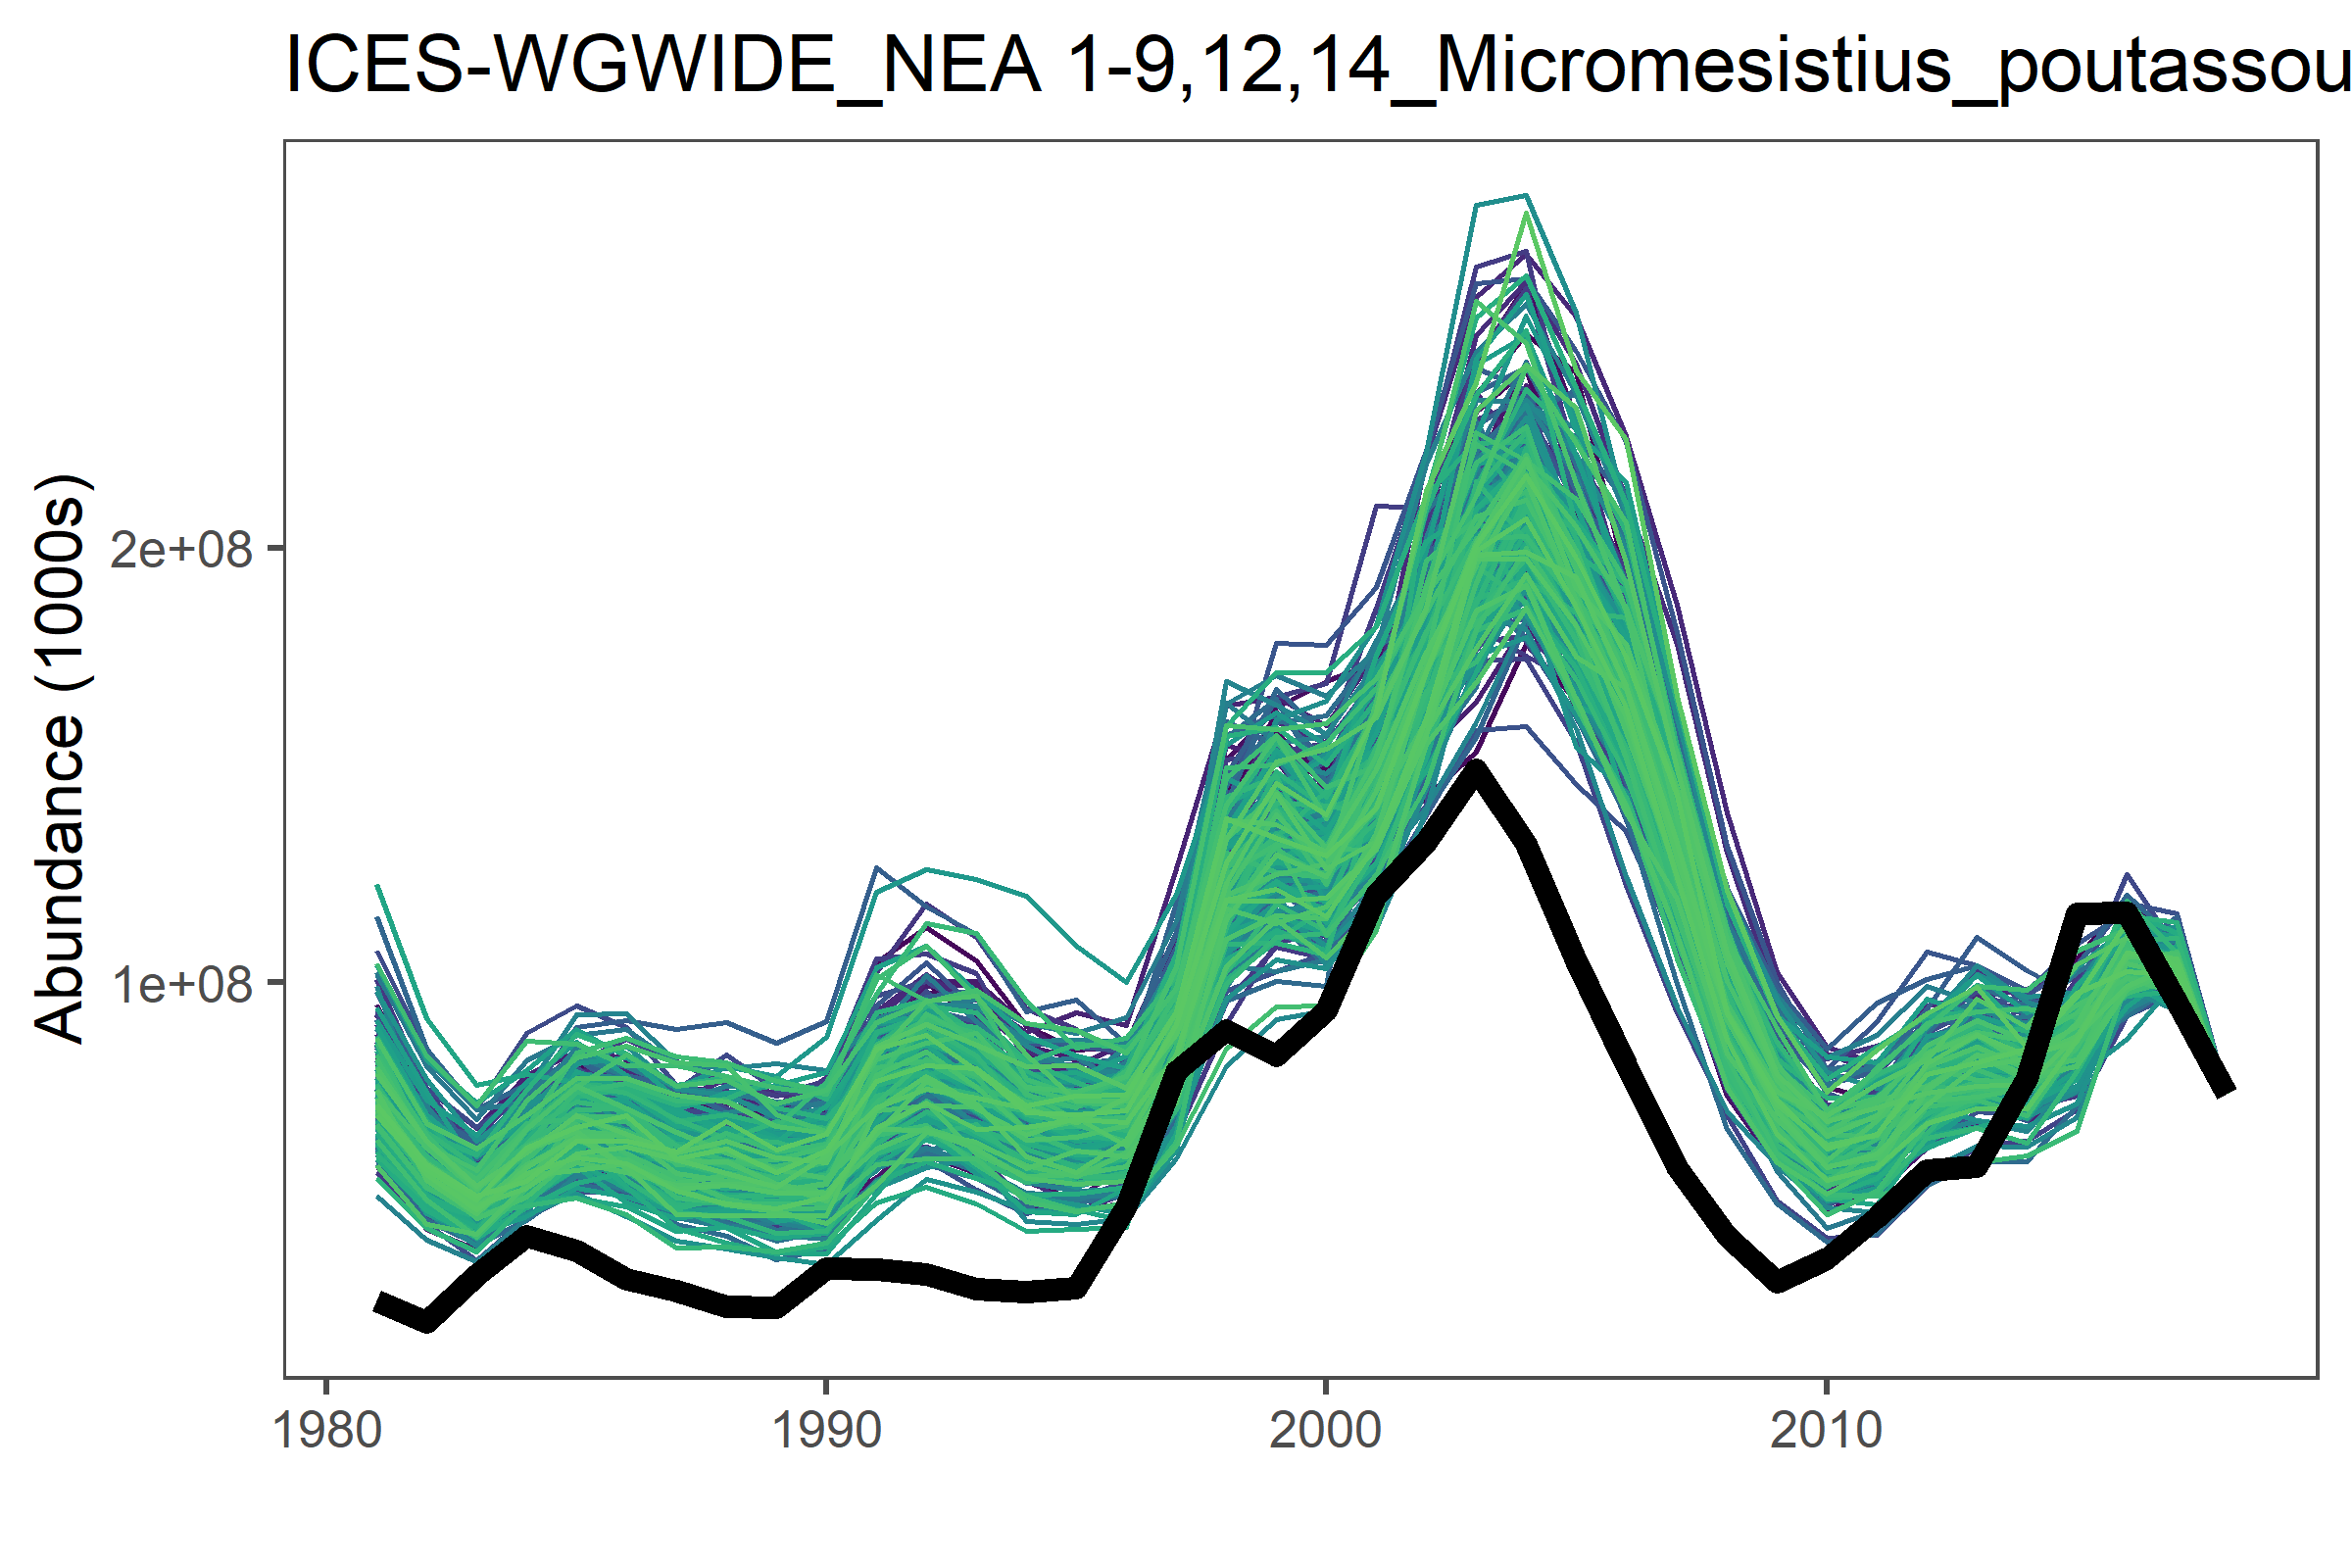 ICES-WGWIDE_NEA 1-9,12,14_Micromesistius_poutassou
Abundance (1000s)
2e+08
1e+08
1980 1990 2000 2010